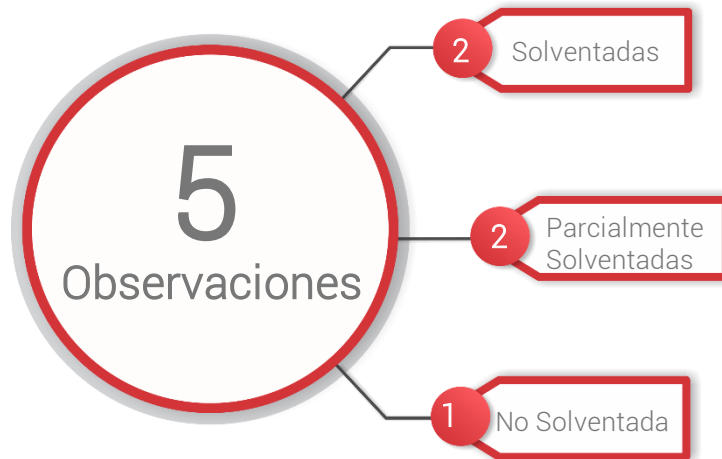 5
Observaciones
2
Solventadas
2
Parcialmente
Solventadas
1
No Solventada